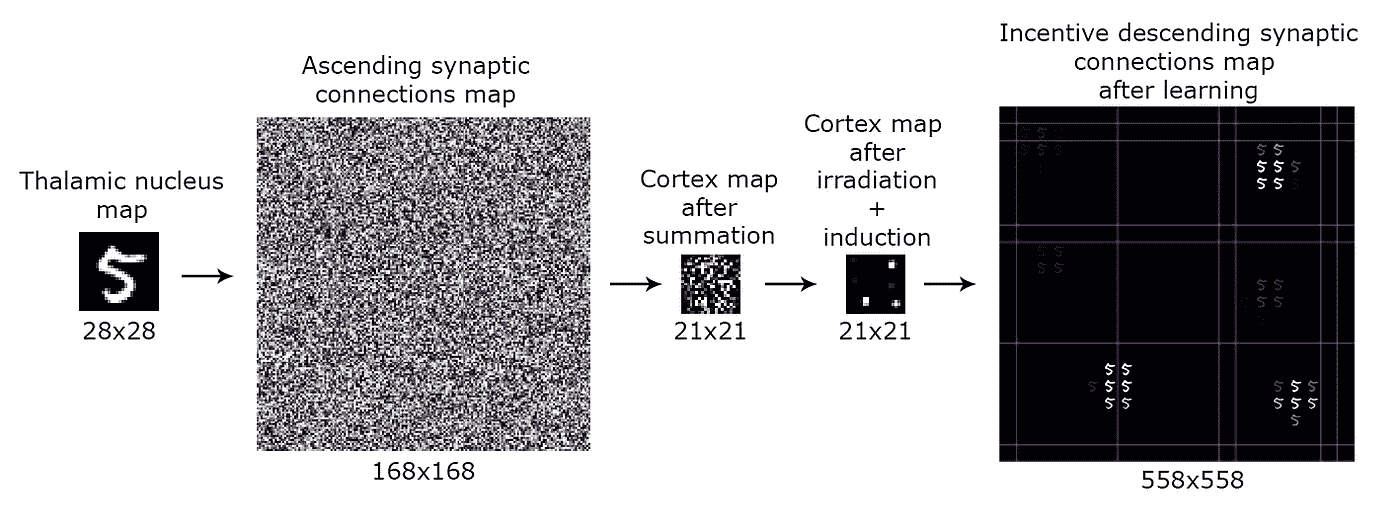 Thalamic nucleus
map
28x28
Ascending synaptic
connections map
168x168
Cortex map
after
summation
21x21
Cortex map
after
irradiation
+
induction
21x21
Incentive descending synaptic
connections map
after learning
558x558
5